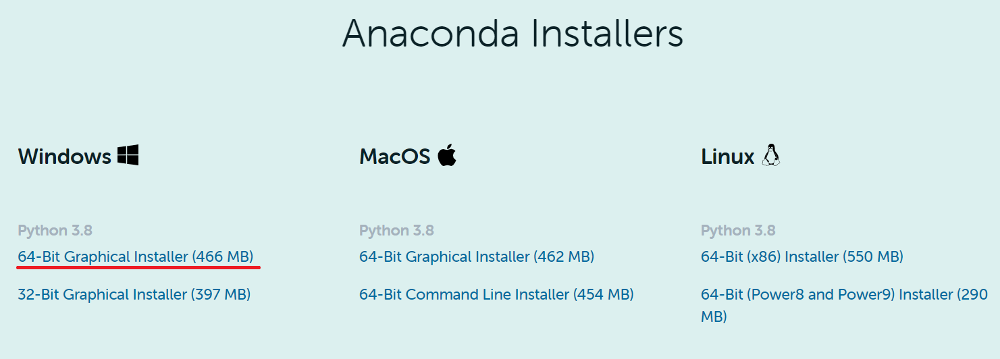 Anaconda Installers
Windows
Python 3.8
64-Bit Graphical Installer (466 MB)
32-Bit Graphical Installer (397 MB)
MacOS
Python 3.8
64-Bit Graphical Installer (462 MB)
64-Bit Command Line Installer (454 MB)
Linux
Python 3.8
64-Bit (x86) Installer (550 MB)
64-Bit (Power8 and Power9) Installer (290
MB)